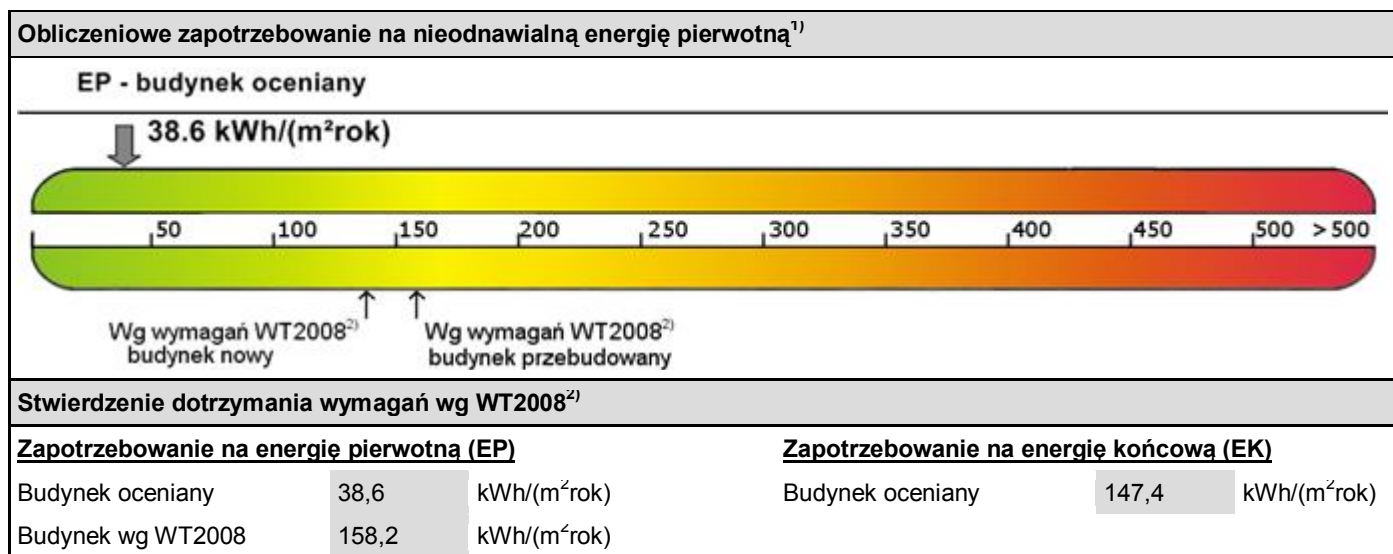 Obliczeniowe zapotrzebowanie na nieodnawialną energię pierwotną¹⁾
EP - budynek oceniany
38.6 kWh/(m²rok)
50 100 150 200 250 300 350 400 450 500 >500
Wg wymagań WT2008²⁾
budynek nowy
Wg wymagań WT2008²⁾
budynek przebudowany
Stwierdzenie dotrzymania wymagań wg WT2008²⁾
Zapotrzebowanie na energię pierwotną (EP)
Budynek oceniany 38,6 kWh/(m²rok)
Budynek wg WT2008 158,2 kWh/(m²rok)
Zapotrzebowanie na energię końcową (EK)
Budynek oceniany 147,4 kWh/(m²rok)